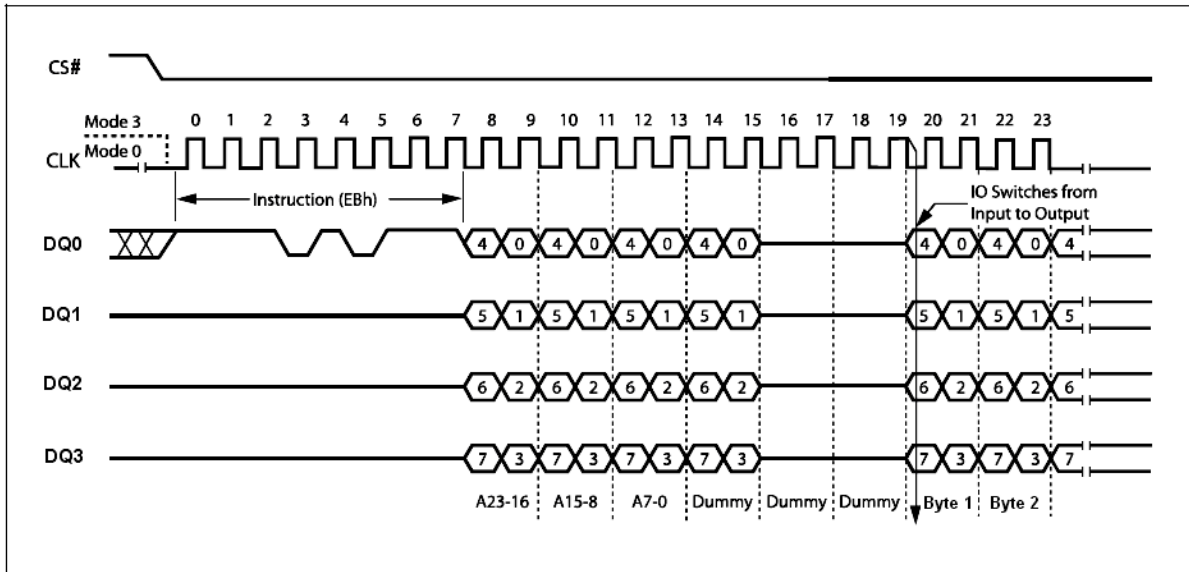 CS#
Mode 3
0 1 2 3 4 5 6 7 8 9 10 11 12 13 14 15 16 17 18 19 20 21 22 23
Mode 0
CLK
Instruction (EBh)
IO Switches from
Input to Output
DQ0
4 0 4 0 4 0 4 0 4 0 4 0 4
DQ1
5 1 5 1 5 1 5 1 5 1 5 1 5
DQ2
6 2 6 2 6 2 6 2 6 2 6 2 6
DQ3
7 3 7 3 7 3 7 3 7 3 7 3 7
A23-16 A15-8 A7-0 Dummy Dummy Dummy Byte 1 Byte 2